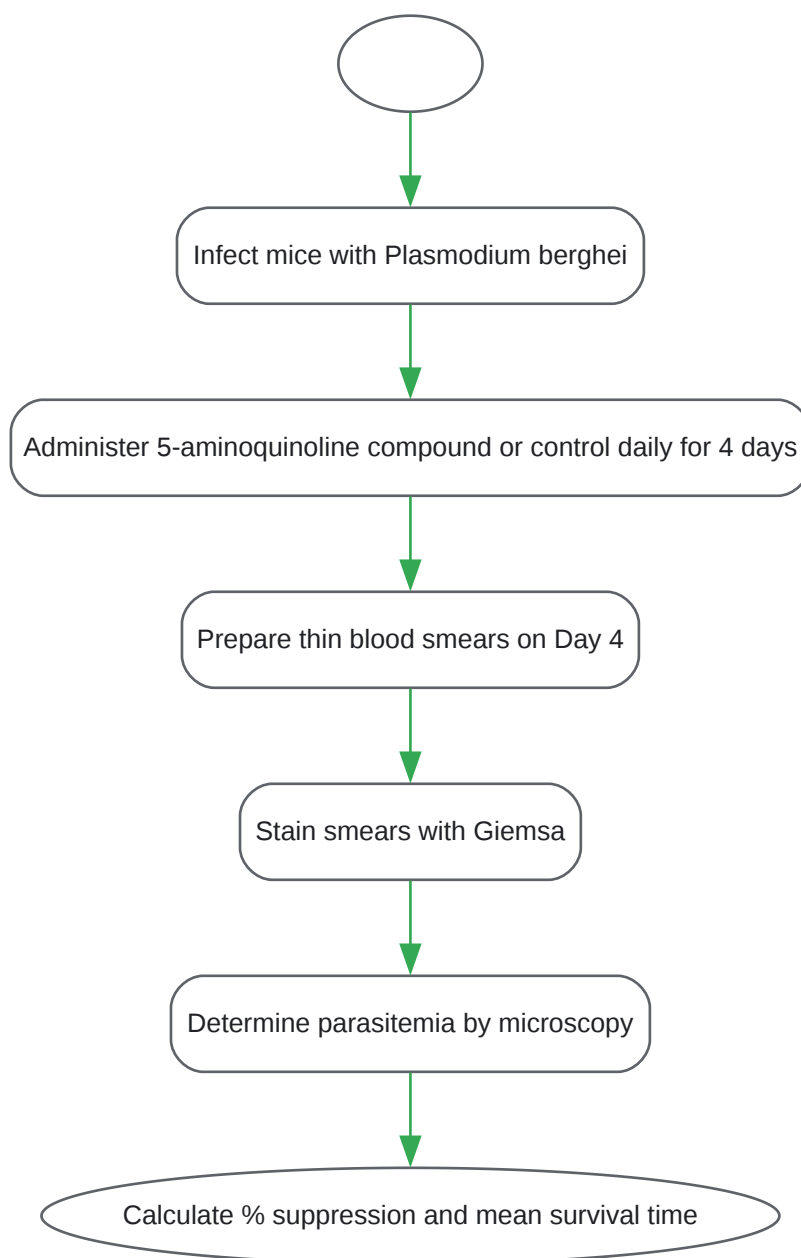 Infect mice with Plasmodium berghei
Administer 5-aminoquinoline compound or control daily for 4 days
Prepare thin blood smears on Day 4
Stain smears with Giemsa
Determine parasitemia by microscopy
Calculate % suppression and mean survival time